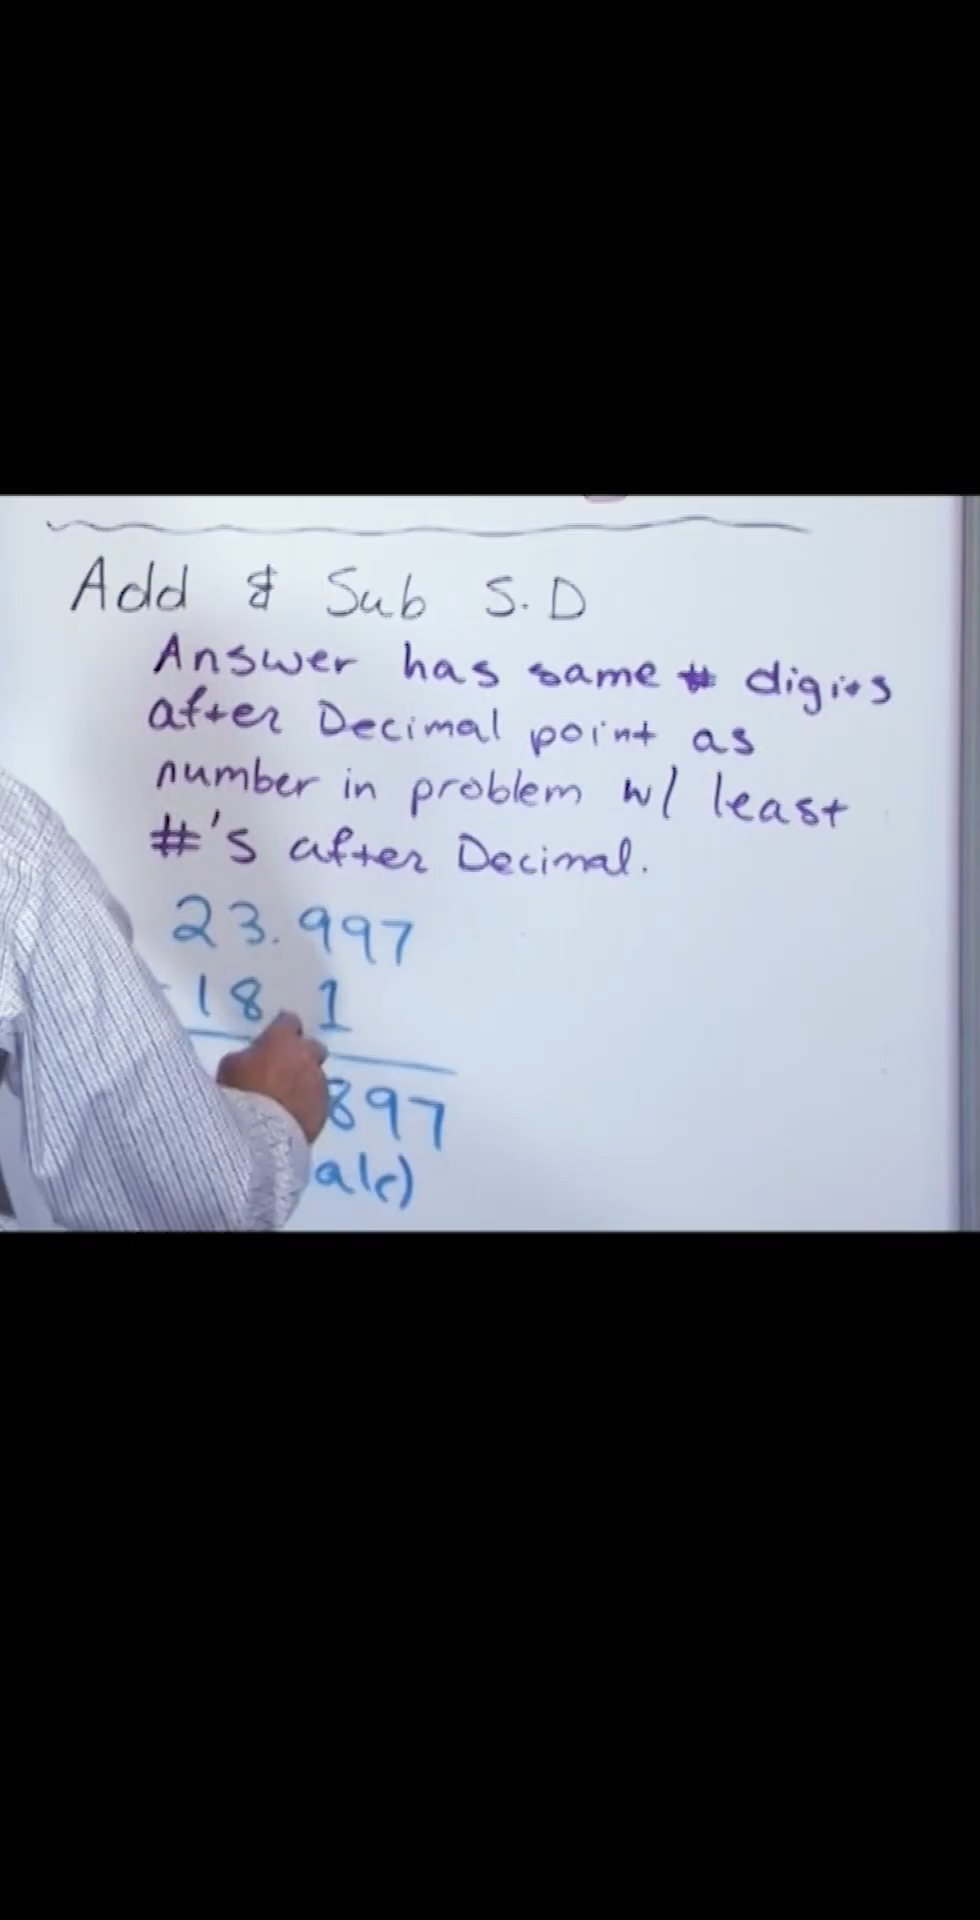 Add & Sub S.D
Answer has same # digits
after Decimal point as
number in problem w/ least
#'s after Decimal.
23.997
18 1
897
alc)